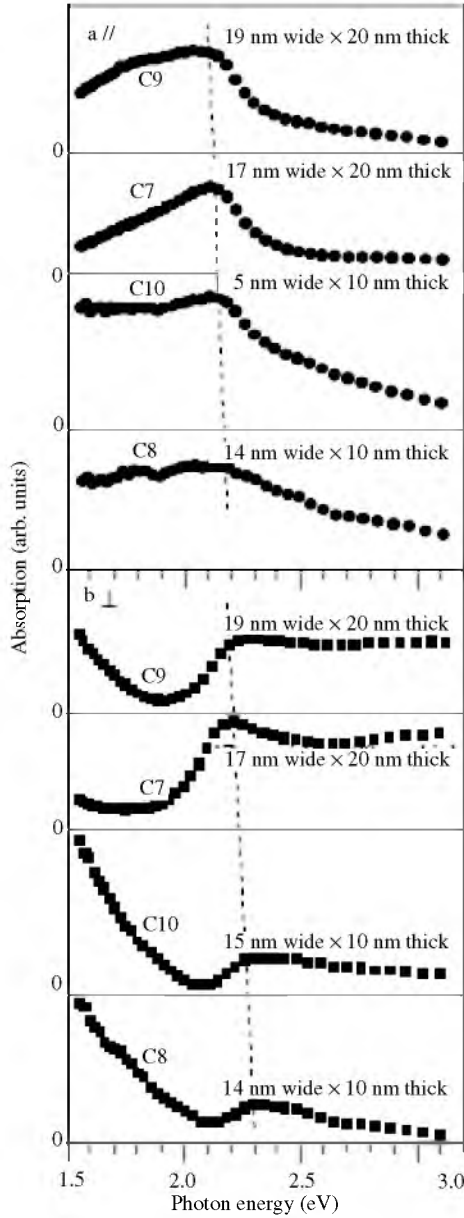 a //
19 nm wide × 20 nm thick
C9
0
17 nm wide × 20 nm thick
C7
0
5 nm wide × 10 nm thick
C10
0
14 nm wide × 10 nm thick
C8
0
Absorption (arb. units)
b ⊥
19 nm wide × 20 nm thick
C9
0
17 nm wide × 20 nm thick
C7
0
C10
15 nm wide × 10 nm thick
0
C8
14 nm wide × 10 nm thick
0
1.5 2.0 2.5 3.0
Photon energy (eV)